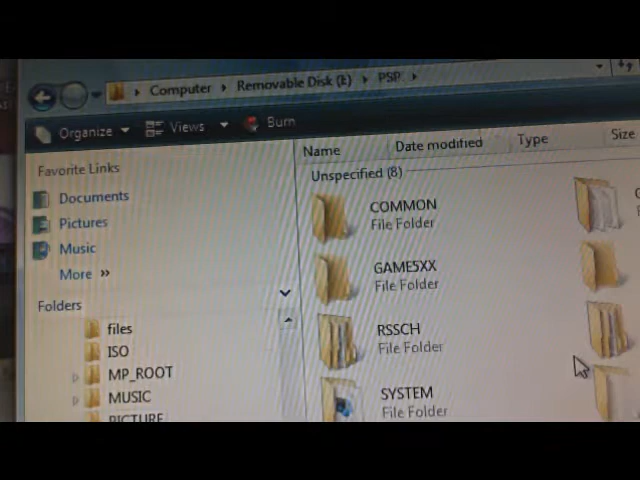 Computer Removable Disk (E:) PSP
Organize Views Burn
Name Date modified Type Size
Favorite Links
Unspecified (8)
Documents
Pictures
Music
More »
Folders
files
ISO
MP_ROOT
MUSIC
PICTURE
COMMON
File Folder
GAME5XX
File Folder
RSSCH
File Folder
SYSTEM
File Folder